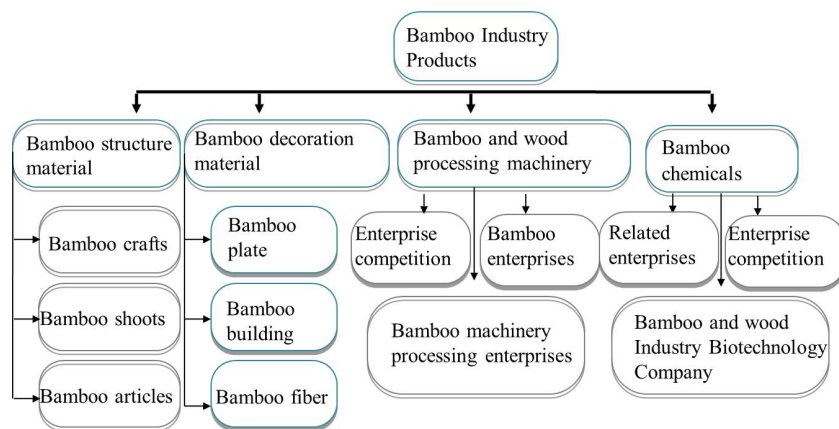 Bamboo Industry
Products
Bamboo structure
material
Bamboo decoration
material
Bamboo and wood
processing machinery
Bamboo
chemicals
Bamboo crafts
Bamboo shoots
Bamboo articles
Bamboo
plate
Bamboo
building
Bamboo fiber
Enterprise
competition
Bamboo
enterprises
Bamboo machinery
processing enterprises
Related
enterprises
Enterprise
competition
Bamboo and wood
Industry Biotechnology
Company